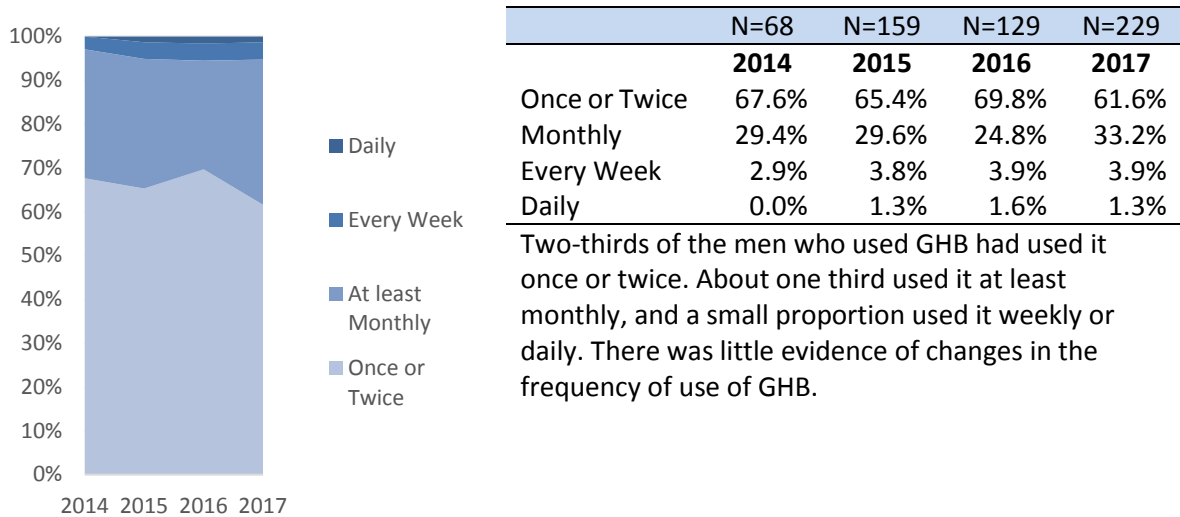 100%
90%
80%
70%
60%
50%
40%
30%
20%
10%
0%
2014 2015 2016 2017
Daily
Every Week
At least
Monthly
Once or
Twice
N=68 N=159 N=129 N=229
2014 2015 2016 2017
Once or Twice 67.6% 65.4% 69.8% 61.6%
Monthly 29.4% 29.6% 24.8% 33.2%
Every Week 2.9% 3.8% 3.9% 3.9%
Daily 0.0% 1.3% 1.6% 1.3%
Two-thirds of the men who used GHB had used it
once or twice. About one third used it at least
monthly, and a small proportion used it weekly or
daily. There was little evidence of changes in the
frequency of use of GHB.